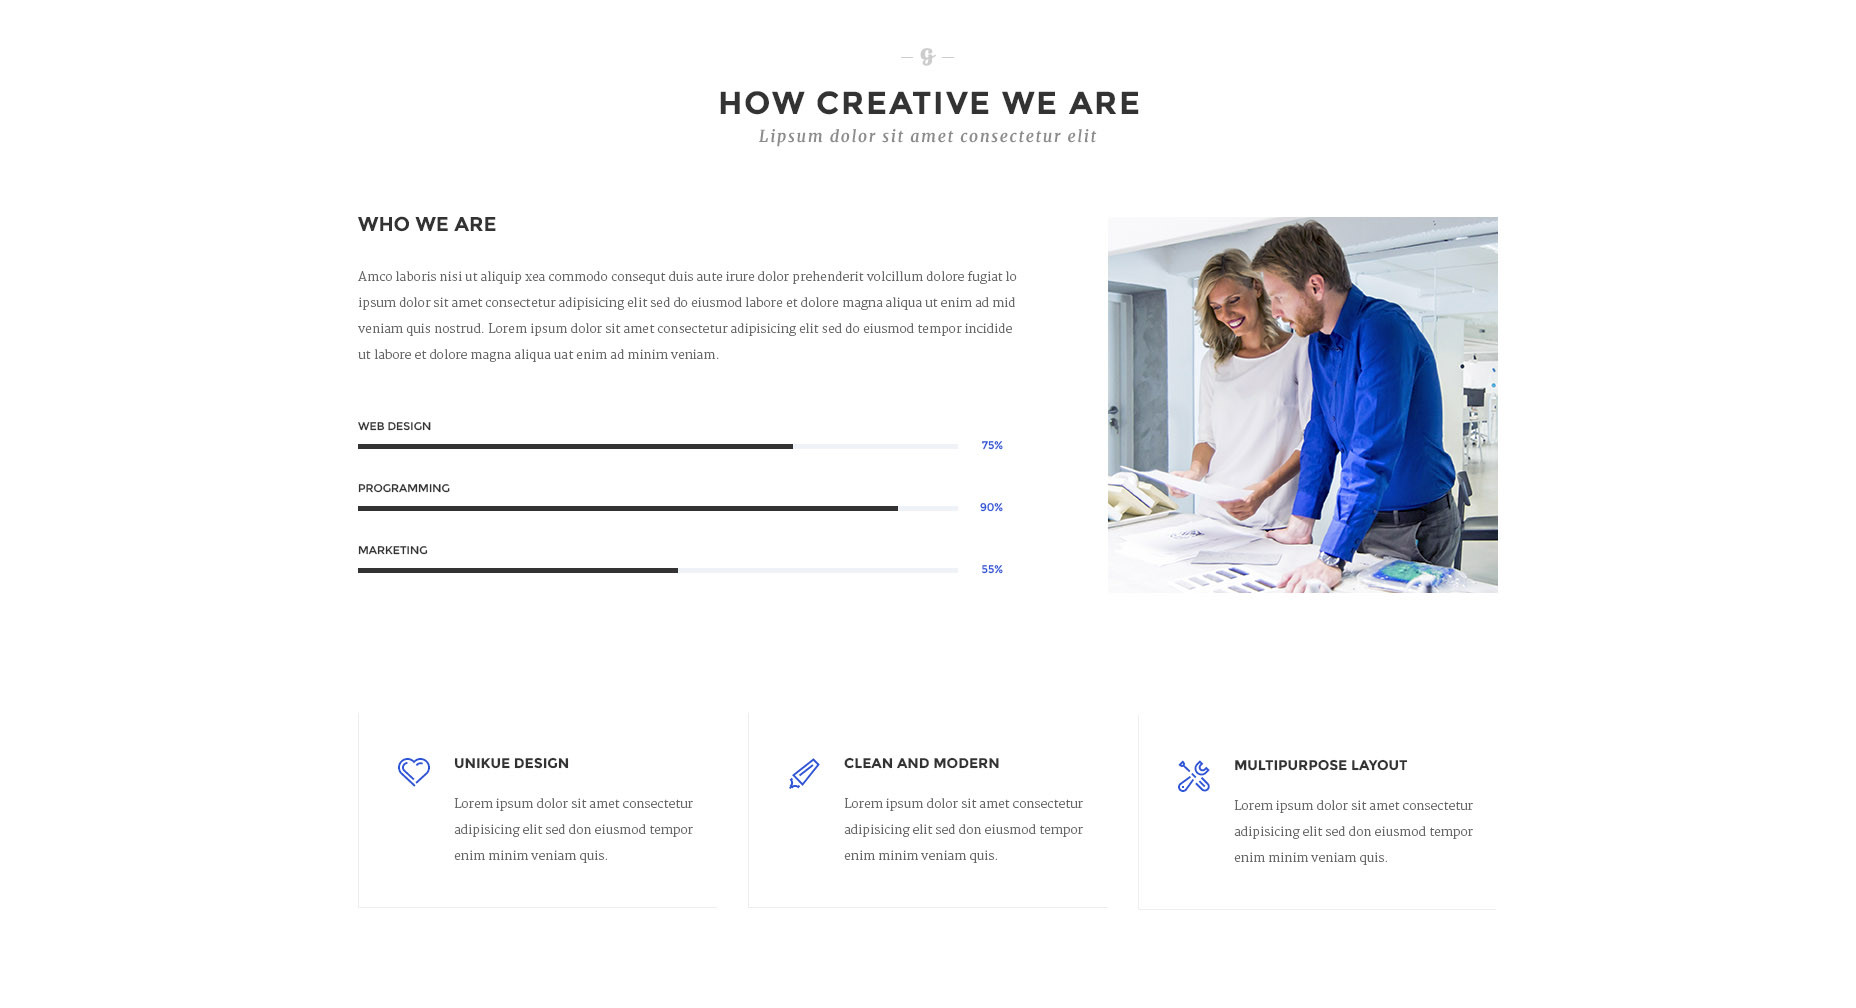 HOW CREATIVE WE ARE
Lipsum dolor sit amet consectetur elit
WHO WE ARE
Amco laboris nisi ut aliquip xea commodo consequt duis aute irure dolor prehenderit volcillum dolore fugiat lo
ipsum dolor sit amet consectetur adipisicing elit sed do eiusmod labore et dolore magna aliqua ut enim ad mid
veniam quis nostrud. Lorem ipsum dolor sit amet consectetur adipisicing elit sed do eiusmod tempor incidide
ut labore et dolore magna aliqua uat enim ad minim veniam.
WEB DESIGN
75%
PROGRAMMING
90%
MARKETING
55%
UNIKUE DESIGN
Lorem ipsum dolor sit amet consectetur
adipisicing elit sed don eiusmod tempor
enim minim veniam quis.
CLEAN AND MODERN
Lorem ipsum dolor sit amet consectetur
adipisicing elit sed don eiusmod tempor
enim minim veniam quis.
MULTIPURPOSE LAYOUT
Lorem ipsum dolor sit amet consectetur
adipisicing elit sed don eiusmod tempor
enim minim veniam quis.